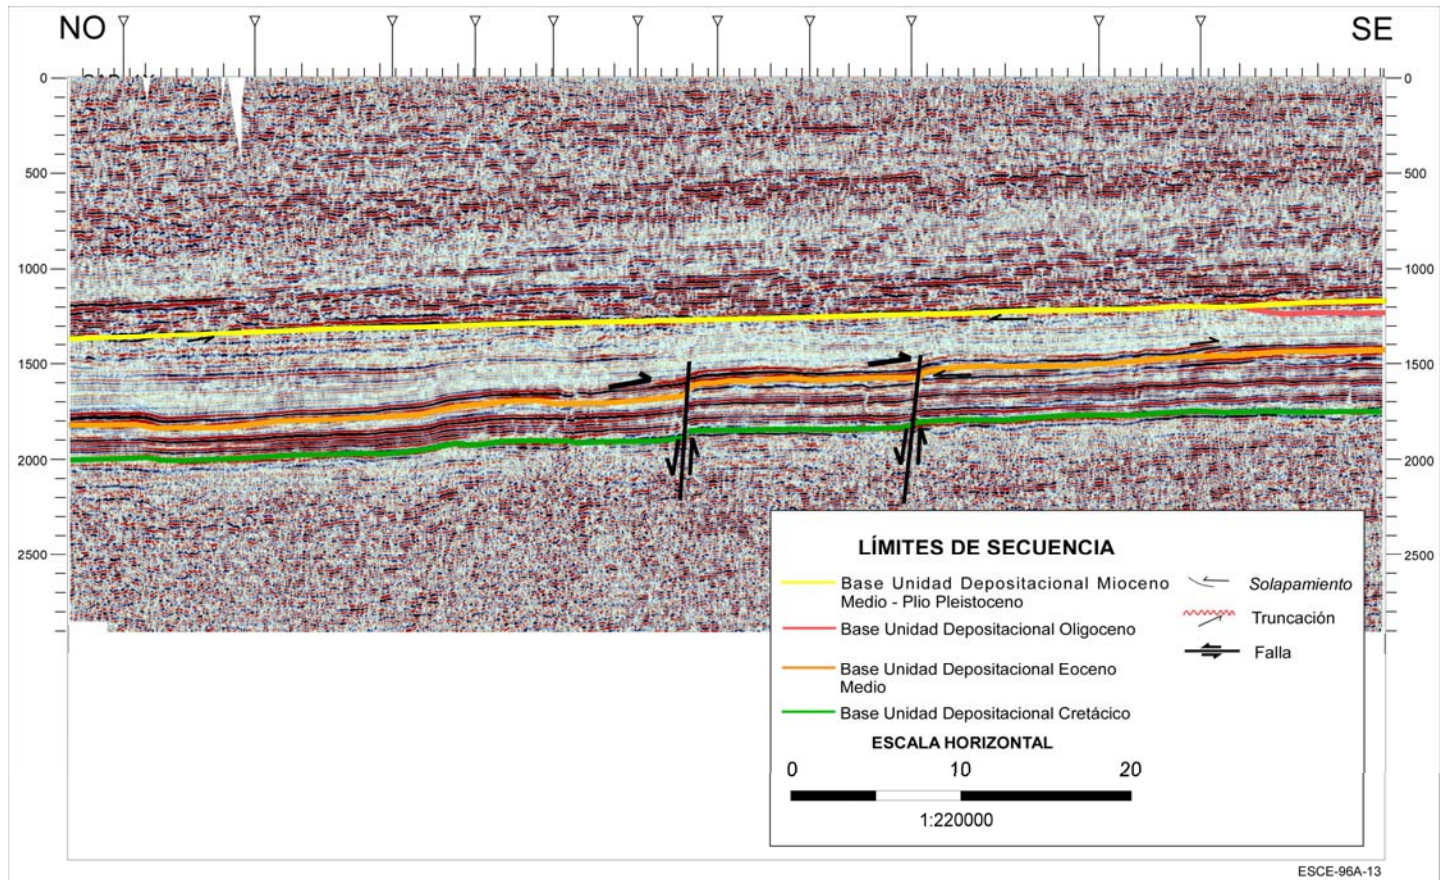 NO
SE
0
0
500
500
1000
1000
1500
1500
2000
2000
2500
2500
LÍMITES DE SECUENCIA
Base Unidad Depositacional Mioceno
Medio - Plio Pleistoceno
Base Unidad Depositacional Oligoceno
Base Unidad Depositacional Eoceno
Medio
Base Unidad Depositacional Cretácico
Solapamiento
Truncación
Falla
ESCALA HORIZONTAL
0 10 20
1:220000
ESCE-96A-13